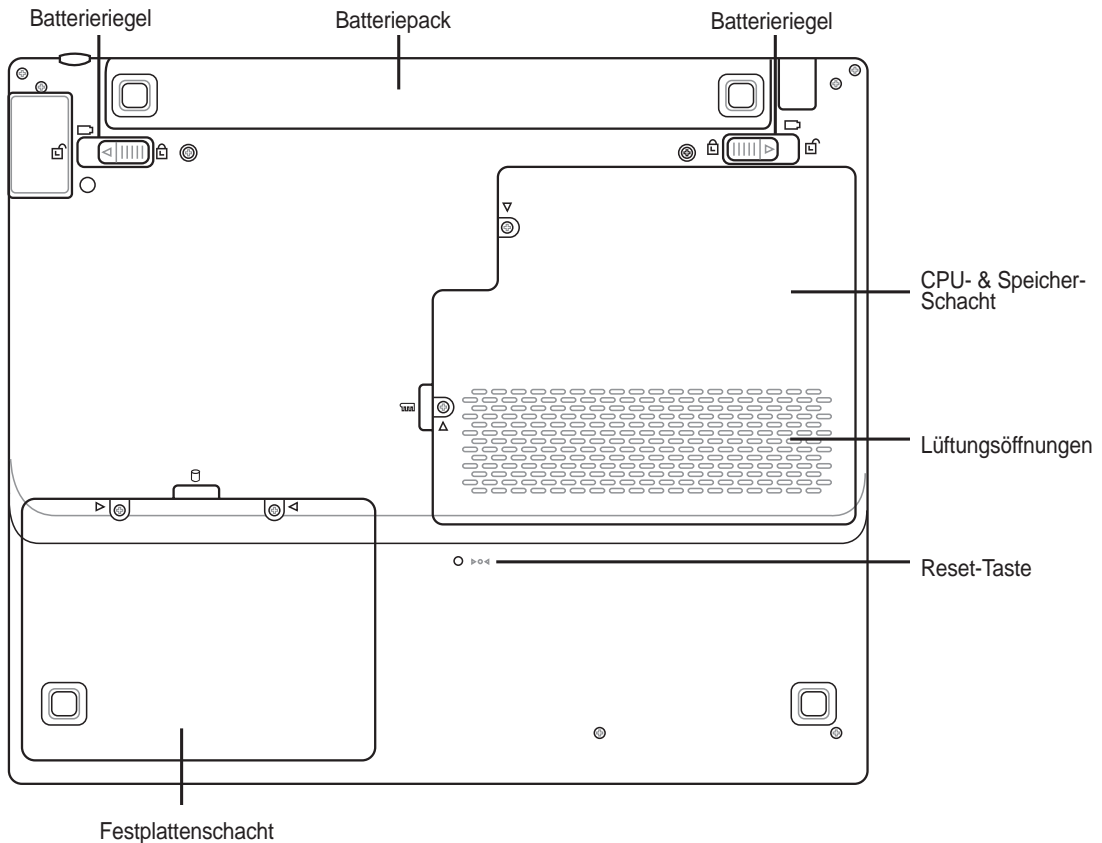 Batterieriegel
Batteriepack
Batterieriegel
CPU- & Speicher-
Schacht
Lüftungsöffnungen
Reset-Taste
Festplattenschacht